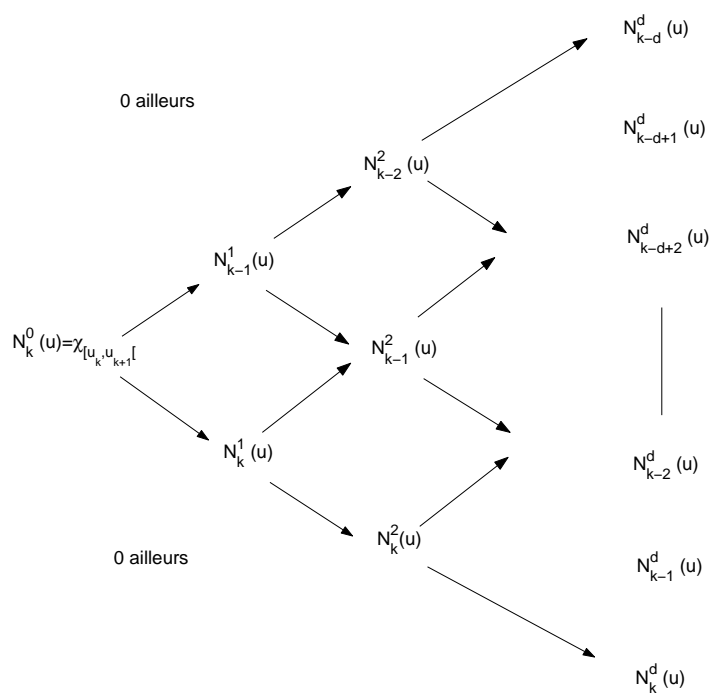 N^d_{k−d}(u)
0 ailleurs
N^d_{k−d+1}(u)
N^2_{k−2}(u)
N^d_{k−d+2}(u)
N^1_{k−1}(u)
N^0_k(u)=χ_{[u_k,u_{k+1}[}
N^2_{k−1}(u)
N^1_k(u)
N^d_{k−2}(u)
N^2_k(u)
0 ailleurs
N^d_{k−1}(u)
N^d_k(u)